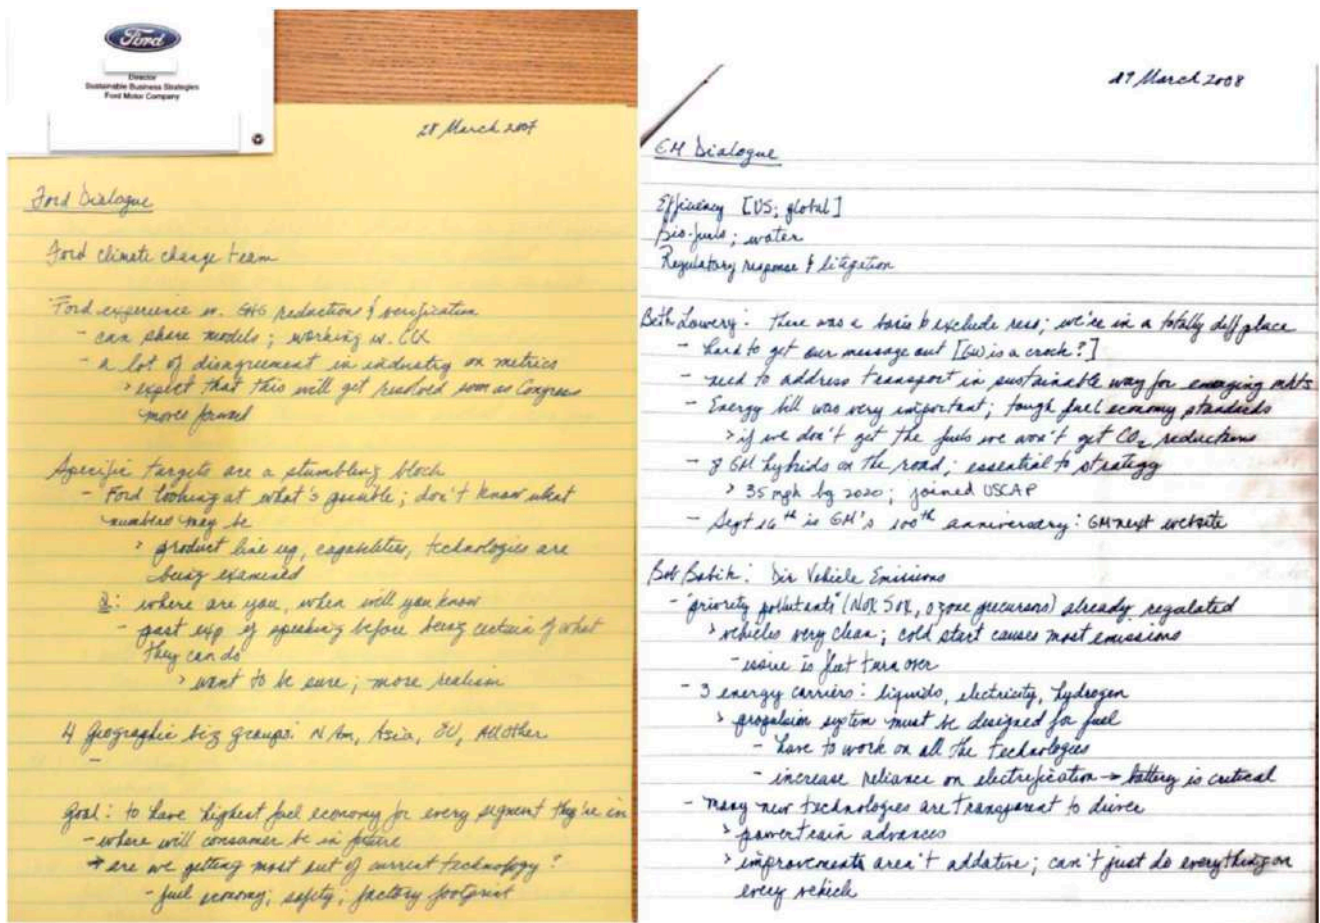 Ford
Director
Sustainable Business Strategies
Ford Motor Company
28 March 2007
Ford Dialogue
Ford climate change team
Ford experience w. GHG reductions & verification
- can share models; working w.
- a lot of disagreement in industry on metrics
> expect that this will get resolved soon as Congress
moves forward
Specific targets are a stumbling block
- Ford looking at what's possible; don't know what
numbers may be
> product line up, capabilities, technologies are
being examined
Q: where are you, when will you know
- past exp of speaking before being certain of what
they can do
> want to be sure; more realism
4 Geographic biz groups: N Am, Asia, EU, All Other
-
Goal: to have highest fuel economy for every segment they're in
- where will consumer be in future
* are we getting most out of current technology?
- fuel economy; safety; factory footprint
17 March 2008
GM Dialogue
Efficiency [US; global]
Bio-fuels; water
Regulatory response & litigation
Beth Lowery: There was a basis to exclude reso; we're in a totally diff place
- hard to get our message out [GW is a crock?]
- need to address transport in sustainable way for emerging mkts
- Energy bill was very important; tough fuel economy standards
> if we don't get the fuels we won't get CO2 reductions
- 8 GM hybrids on the road; essential to strategy
> 35 mpg by 2020; joined USCAP
- Sept 16th is GM's 100th anniversary: GMnext website
Bob Babik: Dir Vehicle Emissions
- "priority pollutants" (NOX SOX, ozone precursors) already regulated
> vehicles very clean; cold start causes most emissions
- issue is fleet turn over
- 3 energy carriers: liquids, electricity, hydrogen
> propulsion system must be designed for fuel
- have to work on all the technologies
- increase reliance on electrification → battery is critical
- many new technologies are transparent to driver
> powertrain advances
> improvements aren't addative; can't just do everything on
every vehicle